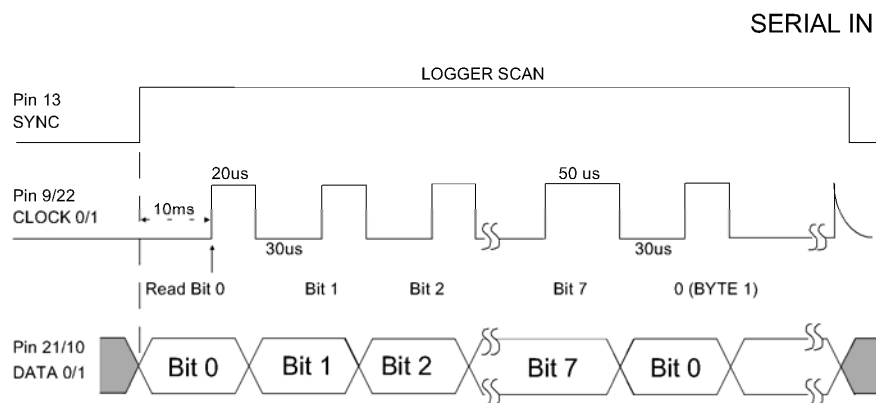 SERIAL IN
LOGGER SCAN
Pin 13
SYNC
20us
50 us
Pin 9/22
CLOCK 0/1
10ms
30us
30us
Read Bit 0
Bit 1
Bit 2
Bit 7
0 (BYTE 1)
Pin 21/10
DATA 0/1
Bit 0
Bit 1
Bit 2
Bit 7
Bit 0